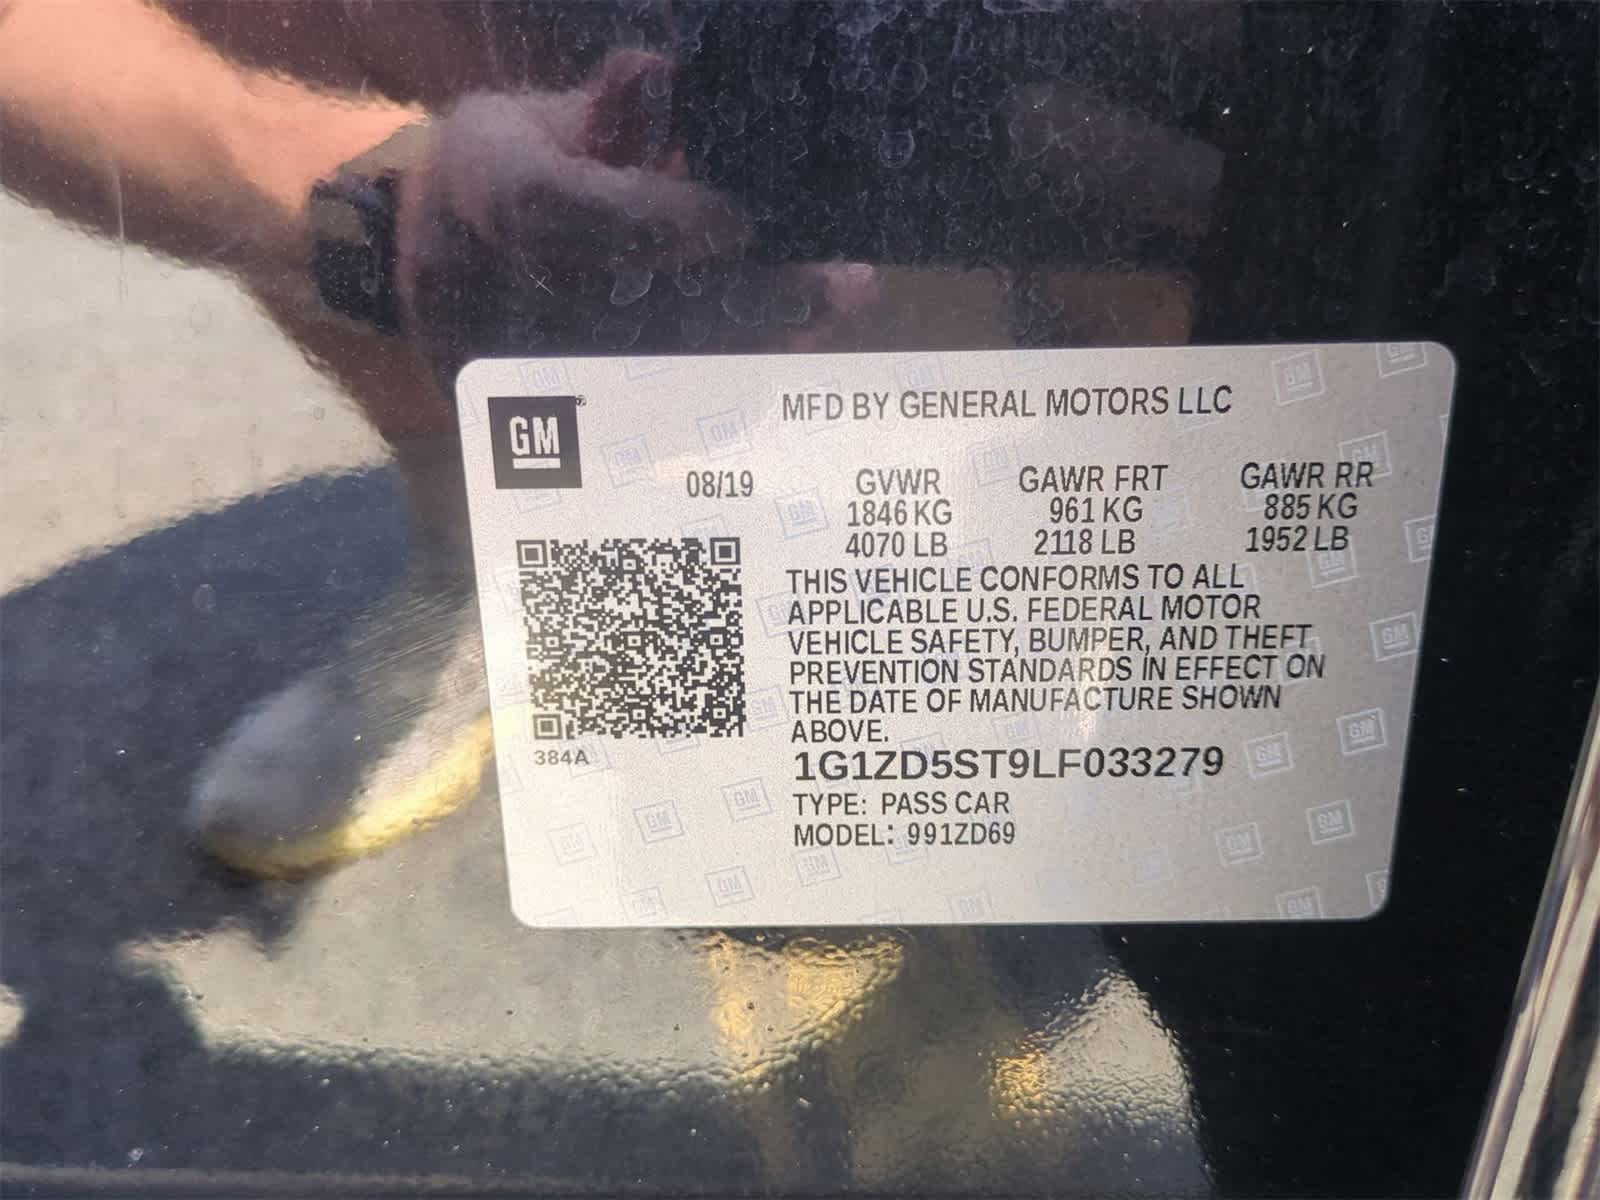 GM
MFD BY GENERAL MOTORS LLC
08/19 GVWR GAWR FRT GAWR RR
1846 KG 961 KG 885 KG
4070 LB 2118 LB 1952 LB
THIS VEHICLE CONFORMS TO ALL
APPLICABLE U.S. FEDERAL MOTOR
VEHICLE SAFETY, BUMPER, AND THEFT
PREVENTION STANDARDS IN EFFECT ON
THE DATE OF MANUFACTURE SHOWN
ABOVE.
384A
1G1ZD5ST9LF033279
TYPE: PASS CAR
MODEL: 991ZD69